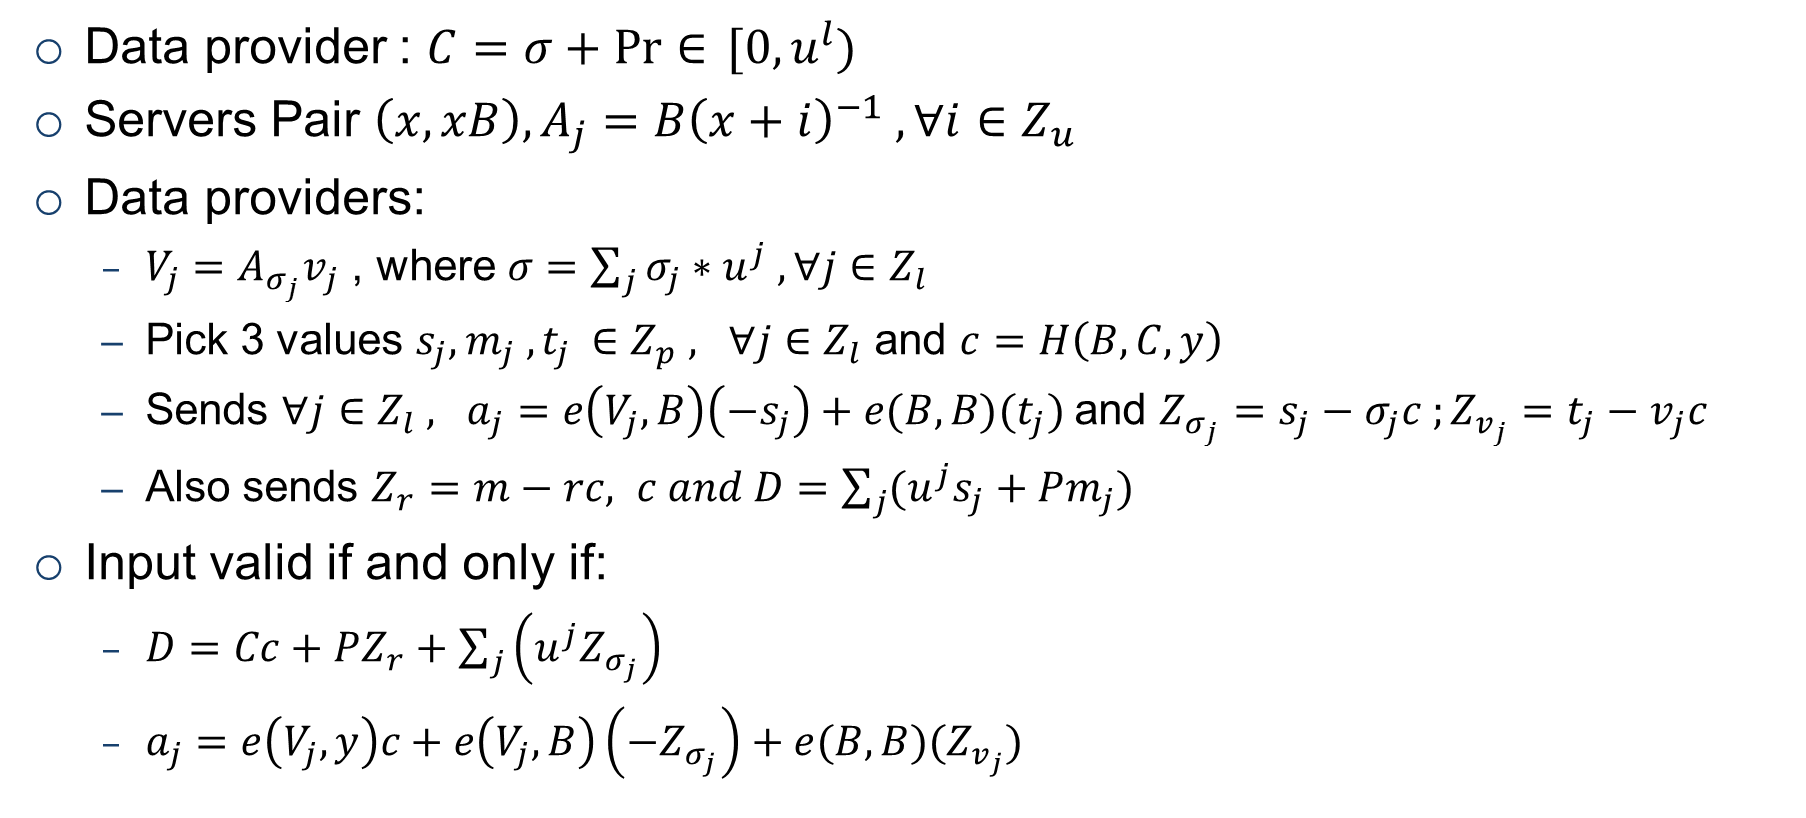 ○ Data provider : C = σ + Pr ∈ [0, u^l)
○ Servers Pair (x, xB), A_j = B(x + i)^{−1} , ∀i ∈ Z_u
○ Data providers:
– V_j = A_{σ_j} v_j , where σ = ∑_j σ_j ∗ u^j , ∀j ∈ Z_l
– Pick 3 values s_j, m_j , t_j ∈ Z_p , ∀j ∈ Z_l and c = H(B, C, y)
– Sends ∀j ∈ Z_l , a_j = e(V_j, B)(−s_j) + e(B, B)(t_j) and Z_{σ_j} = s_j − σ_j c ; Z_{v_j} = t_j − v_j c
– Also sends Z_r = m − rc, c and D = ∑_j(u^j s_j + Pm_j)
○ Input valid if and only if:
– D = Cc + PZ_r + ∑_j(u^j Z_{σ_j})
– a_j = e(V_j, y)c + e(V_j, B)(−Z_{σ_j}) + e(B, B)(Z_{v_j})